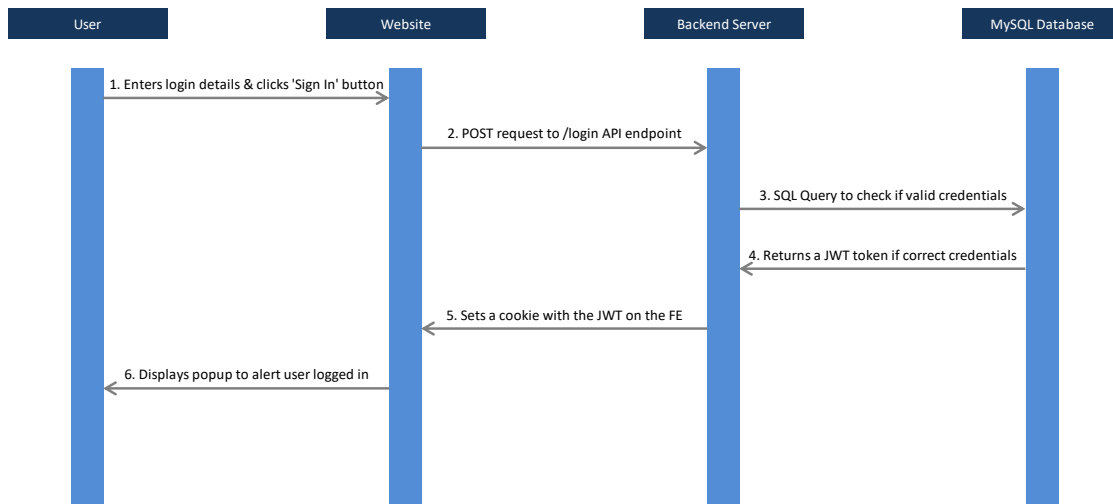 User
Website
Backend Server
MySQL Database
1. Enters login details & clicks 'Sign In' button
2. POST request to /login API endpoint
3. SQL Query to check if valid credentials
4. Returns a JWT token if correct credentials
5. Sets a cookie with the JWT on the FE
6. Displays popup to alert user logged in